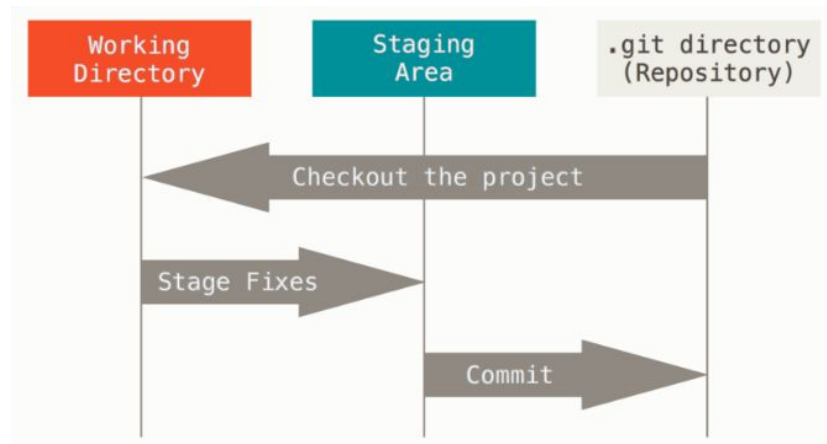 Working
Directory
Staging
Area
.git directory
(Repository)
Checkout the project
Stage Fixes
Commit